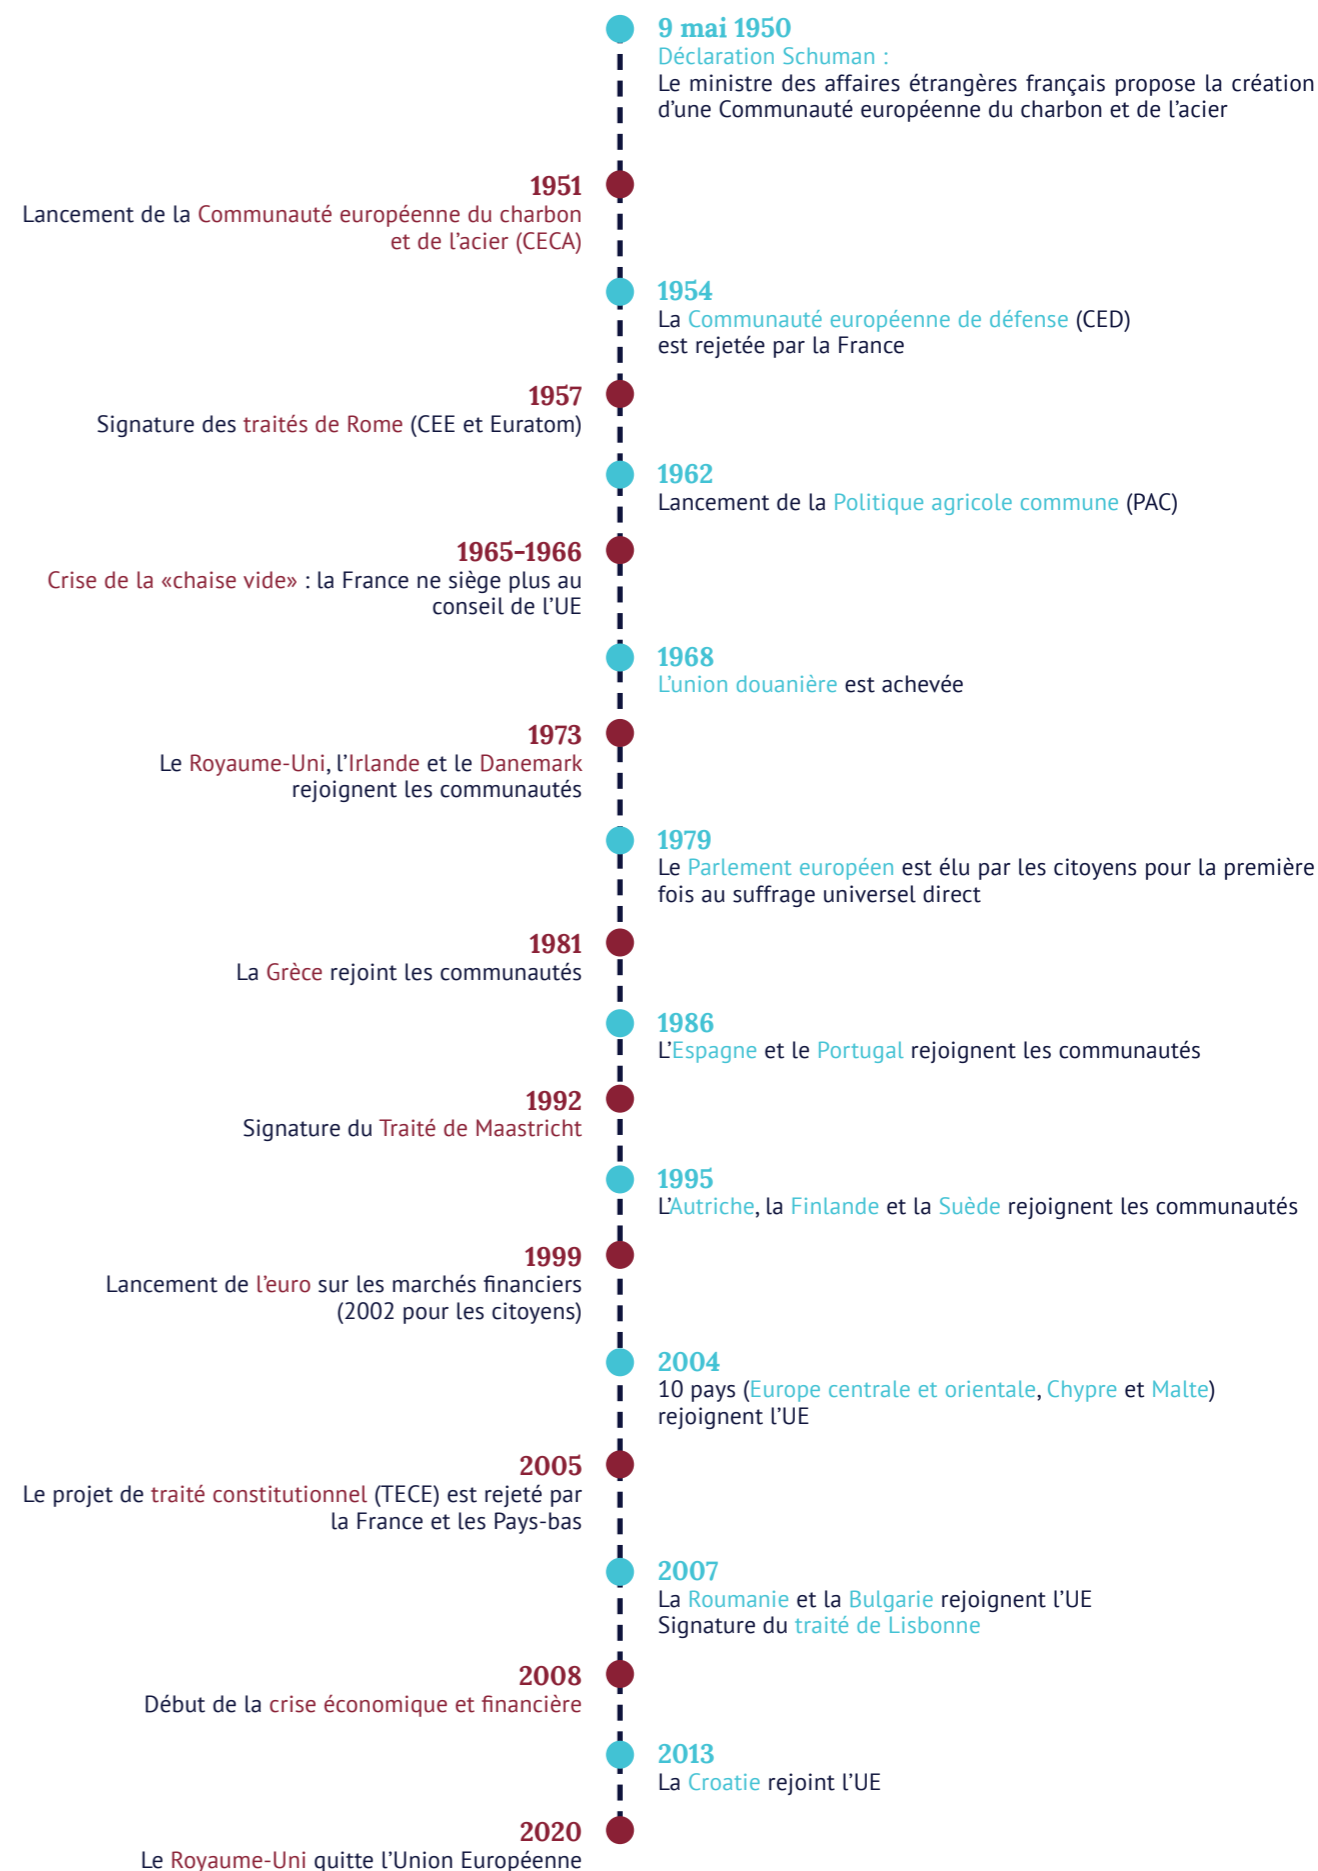 9 mai 1950
Déclaration Schuman :
Le ministre des affaires étrangères français propose la création
d'une Communauté européenne du charbon et de l'acier
1951
Lancement de la Communauté européenne du charbon
et de l'acier (CECA)
1954
La Communauté européenne de défense (CED)
est rejetée par la France
1957
Signature des traités de Rome (CEE et Euratom)
1962
Lancement de la Politique agricole commune (PAC)
1965-1966
Crise de la «chaise vide» : la France ne siège plus au
conseil de l'UE
1968
L'union douanière est achevée
1973
Le Royaume-Uni, l'Irlande et le Danemark
rejoignent les communautés
1979
Le Parlement européen est élu par les citoyens pour la première
fois au suffrage universel direct
1981
La Grèce rejoint les communautés
1986
L'Espagne et le Portugal rejoignent les communautés
1992
Signature du Traité de Maastricht
1995
L'Autriche, la Finlande et la Suède rejoignent les communautés
1999
Lancement de l'euro sur les marchés financiers
(2002 pour les citoyens)
2004
10 pays (Europe centrale et orientale, Chypre et Malte)
rejoignent l'UE
2005
Le projet de traité constitutionnel (TECE) est rejeté par
la France et les Pays-bas
2007
La Roumanie et la Bulgarie rejoignent l'UE
Signature du traité de Lisbonne
2008
Début de la crise économique et financière
2013
La Croatie rejoint l'UE
2020
Le Royaume-Uni quitte l'Union Européenne